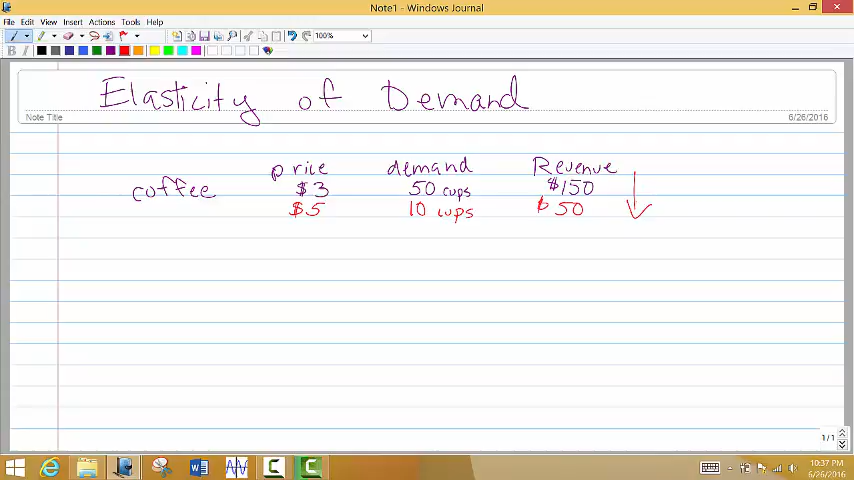 Note1 - Windows Journal
File Edit View Insert Actions Tools Help
100%
B I
Elasticity of Demand
Note Title
6/26/2016
price demand Revenue
coffee $3 50 cups $150
$5 10 cups $50
1/1
10:37 PM
6/26/2016